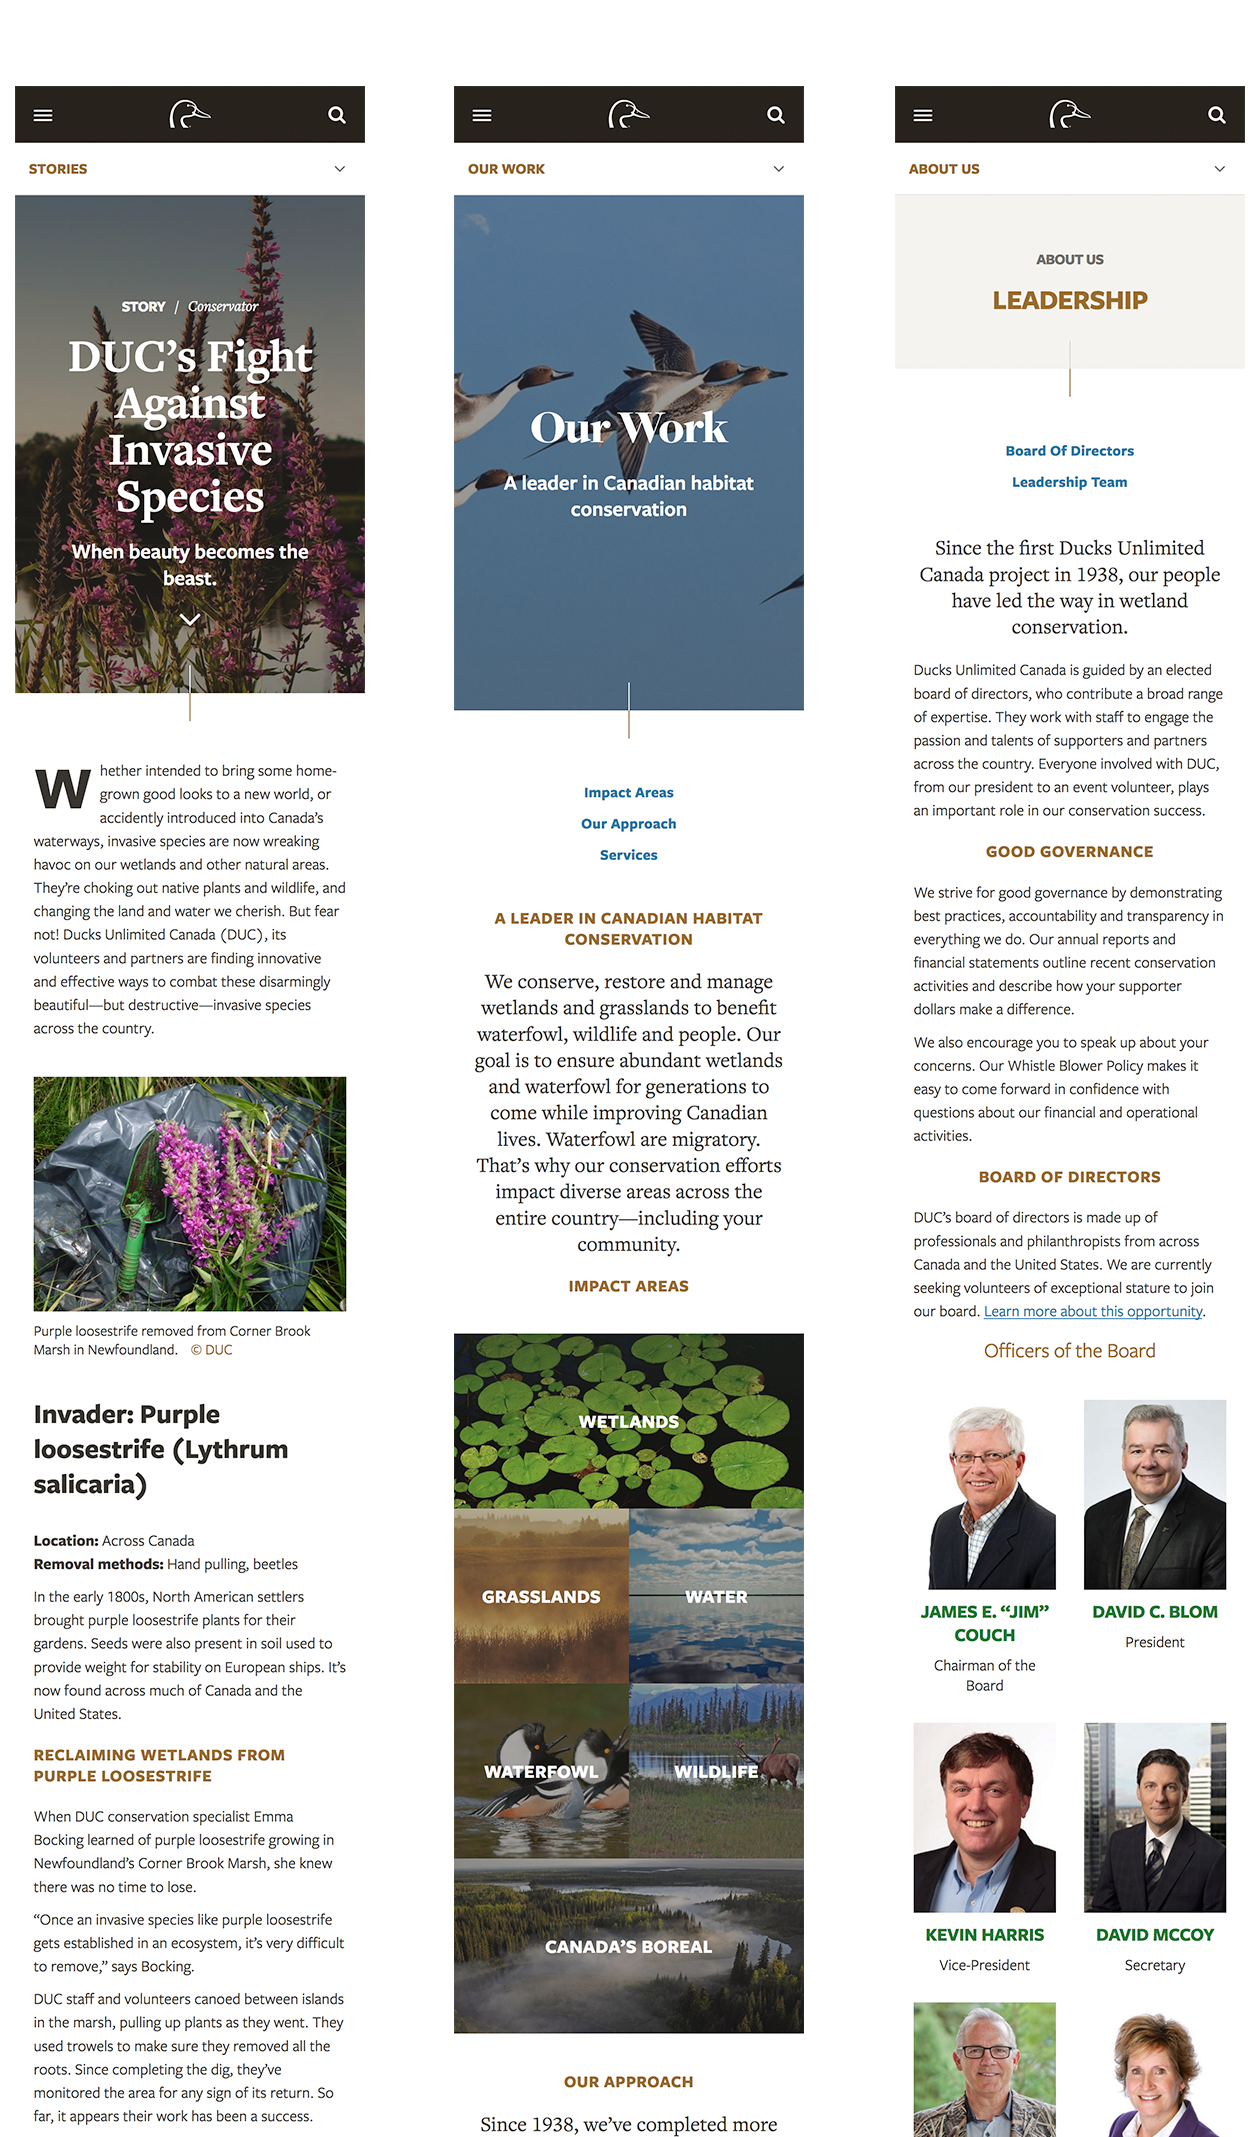 STORIES
STORY / Conservator
DUC's Fight
Against
Invasive
Species
When beauty becomes the
beast.
Whether intended to bring some home-
grown good looks to a new world, or
accidently introduced into Canada's
waterways, invasive species are now wreaking
havoc on our wetlands and other natural areas.
They're choking out native plants and wildlife, and
changing the land and water we cherish. But fear
not! Ducks Unlimited Canada (DUC), its
volunteers and partners are finding innovative
and effective ways to combat these disarmingly
beautiful—but destructive—invasive species
across the country.
Purple loosestrife removed from Corner Brook
Marsh in Newfoundland. © DUC
Invader: Purple
loosestrife (Lythrum
salicaria)
Location: Across Canada
Removal methods: Hand pulling, beetles
In the early 1800s, North American settlers
brought purple loosestrife plants for their
gardens. Seeds were also present in soil used to
provide weight for stability on European ships. It's
now found across much of Canada and the
United States.
RECLAIMING WETLANDS FROM
PURPLE LOOSESTRIFE
When DUC conservation specialist Emma
Bocking learned of purple loosestrife growing in
Newfoundland's Corner Brook Marsh, she knew
there was no time to lose.
“Once an invasive species like purple loosestrife
gets established in an ecosystem, it's very difficult
to remove,” says Bocking.
DUC staff and volunteers canoed between islands
in the marsh, pulling up plants as they went. They
used trowels to make sure they removed all the
roots. Since completing the dig, they've
monitored the area for any sign of its return. So
far, it appears their work has been a success.
OUR WORK
Our Work
A leader in Canadian habitat
conservation
Impact Areas
Our Approach
Services
A LEADER IN CANADIAN HABITAT
CONSERVATION
We conserve, restore and manage
wetlands and grasslands to benefit
waterfowl, wildlife and people. Our
goal is to ensure abundant wetlands
and waterfowl for generations to
come while improving Canadian
lives. Waterfowl are migratory.
That's why our conservation efforts
impact diverse areas across the
entire country—including your
community.
IMPACT AREAS
WETLANDS
GRASSLANDS
WATER
WATERFOWL
WILDLIFE
CANADA'S BOREAL
OUR APPROACH
Since 1938, we've completed more
ABOUT US
ABOUT US
LEADERSHIP
Board Of Directors
Leadership Team
Since the first Ducks Unlimited
Canada project in 1938, our people
have led the way in wetland
conservation.
Ducks Unlimited Canada is guided by an elected
board of directors, who contribute a broad range
of expertise. They work with staff to engage the
passion and talents of supporters and partners
across the country. Everyone involved with DUC,
from our president to an event volunteer, plays
an important role in our conservation success.
GOOD GOVERNANCE
We strive for good governance by demonstrating
best practices, accountability and transparency in
everything we do. Our annual reports and
financial statements outline recent conservation
activities and describe how your supporter
dollars make a difference.
We also encourage you to speak up about your
concerns. Our Whistle Blower Policy makes it
easy to come forward in confidence with
questions about our financial and operational
activities.
BOARD OF DIRECTORS
DUC's board of directors is made up of
professionals and philanthropists from across
Canada and the United States. We are currently
seeking volunteers of exceptional stature to join
our board. Learn more about this opportunity.
Officers of the Board
JAMES E. “JIM”
COUCH
Chairman of the
Board
DAVID C. BLOM
President
KEVIN HARRIS
Vice-President
DAVID MCCOY
Secretary